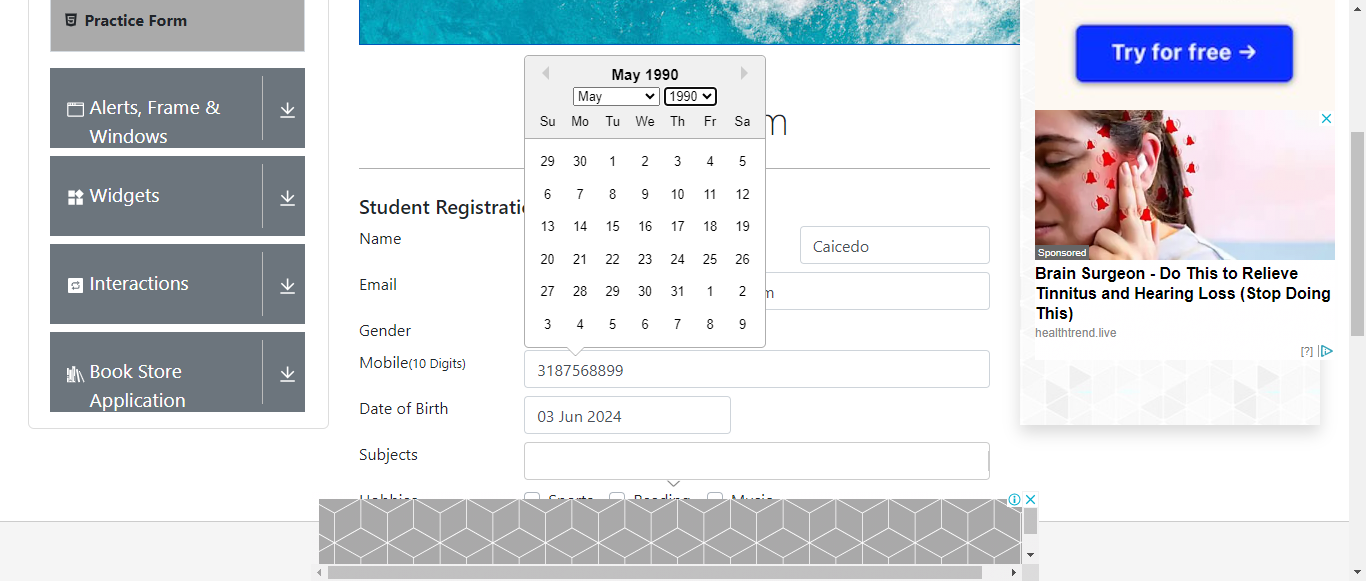 Practice Form
Alerts, Frame &
Windows
Widgets
Interactions
Book Store
Application
May 1990
May
1990
Su Mo Tu We Th Fr Sa
29 30 1 2 3 4 5
6 7 8 9 10 11 12
13 14 15 16 17 18 19
20 21 22 23 24 25 26
27 28 29 30 31 1 2
3 4 5 6 7 8 9
m
Student Registrati
Name
Caicedo
Email
m
Gender
Mobile(10 Digits)
3187568899
Date of Birth
03 Jun 2024
Subjects
Hobbies
Sports Reading Music
Try for free →
Sponsored
Brain Surgeon - Do This to Relieve
Tinnitus and Hearing Loss (Stop Doing
This)
healthtrend.live
[?]